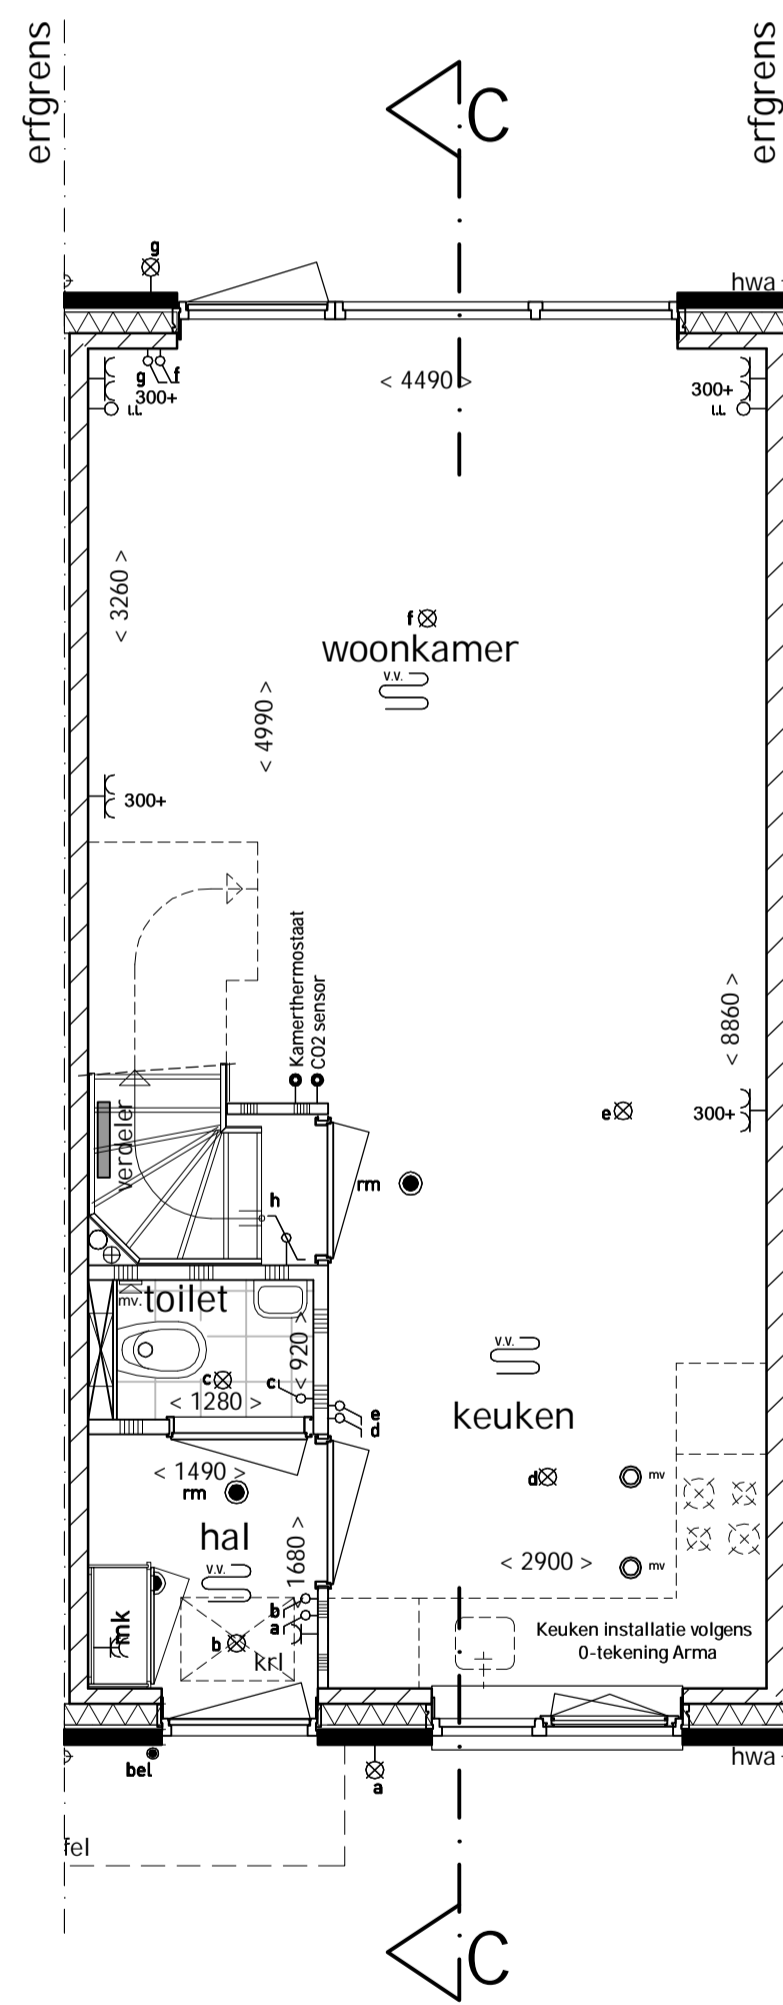 erfgrens
erfgrens
C
g
hwa
g f
300+
< 4490 >
300+
< 3260 >
f
woonkamer
v.v.
< 4990 >
300+
Kamerthermostaat
CO2 sensor
< 8860 >
verdeler
e
300+
rm
h
mv.
toilet
< 920 >
v.v.
c
c
< 1280 >
e
d
keuken
< 1490 >
rm
d
mv
hal
v.v.
< 1680 >
< 2900 >
mv
mk
b
a
b
krl
Keuken installatie volgens
0-tekening Arma
bel
a
hwa
fel
C